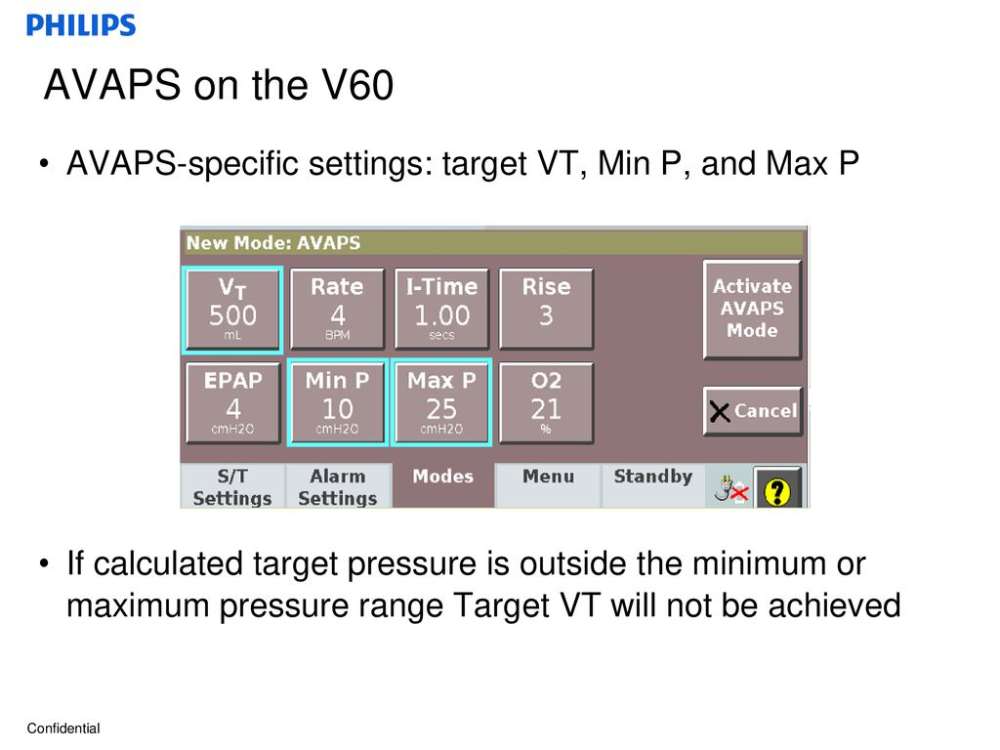 PHILIPS
AVAPS on the V60
• AVAPS-specific settings: target VT, Min P, and Max P
New Mode: AVAPS
VT
500
mL
Rate
4
BPM
I-Time
1.00
secs
Rise
3
Activate
AVAPS
Mode
EPAP
4
cmH2O
Min P
10
cmH2O
Max P
25
cmH2O
O2
21
%
Cancel
S/T
Settings
Alarm
Settings
Modes
Menu
Standby
?
• If calculated target pressure is outside the minimum or
maximum pressure range Target VT will not be achieved
Confidential